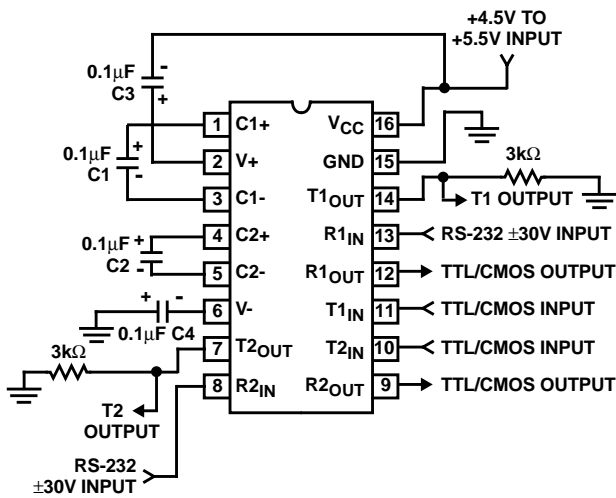 +4.5V TO
+5.5V INPUT
0.1μF
C3
-
+
0.1μF
C1
+
-
1 C1+
2 V+
3 C1-
4 C2+
5 C2-
6 V-
7 T2OUT
8 R2IN
VCC 16
GND 15
T1OUT 14
R1IN 13
R1OUT 12
T1IN 11
T2IN 10
R2OUT 9
3kΩ
T1 OUTPUT
RS-232 ±30V INPUT
TTL/CMOS OUTPUT
TTL/CMOS INPUT
TTL/CMOS INPUT
TTL/CMOS OUTPUT
0.1μF
C2
+
-
+ -
0.1μF C4
3kΩ
T2
OUTPUT
RS-232
±30V INPUT